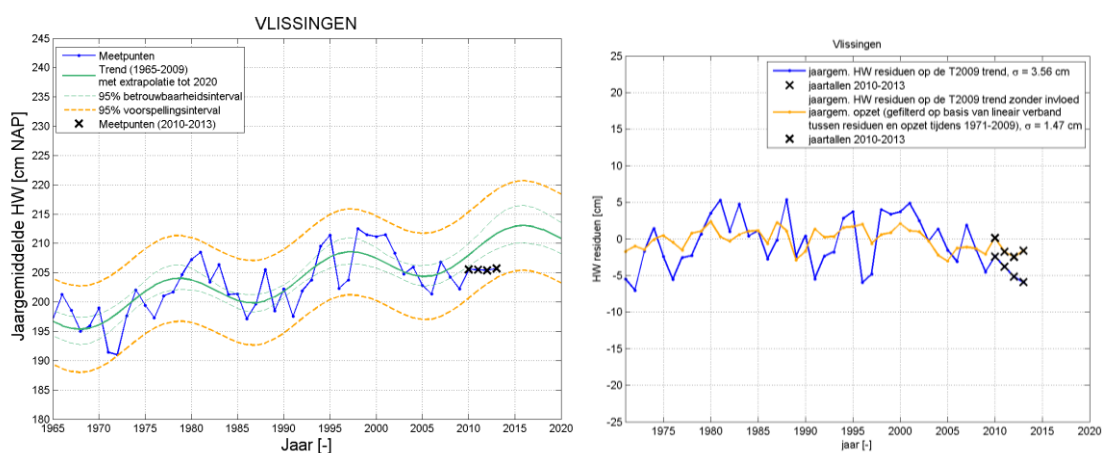 VLISSINGEN
245
240
235
230
225
220
215
210
205
200
195
190
185
180
Jaargemiddelde HW [cm NAP]
Meetpunten
Trend (1965-2009)
met extrapolatie tot 2020
95% betrouwbaarheidsinterval
95% voorspellingsinterval
Meetpunten (2010-2013)
1965 1970 1975 1980 1985 1990 1995 2000 2005 2010 2015 2020
Jaar [-]
Vlissingen
25
20
15
10
5
0
-5
-10
-15
-20
-25
HW residuen [cm]
jaargem. HW residuen op de T2009 trend, σ = 3.56 cm
jaartallen 2010-2013
jaargem. HW residuen op de T2009 trend zonder invloed
jaargem. opzet (gefilterd op basis van lineair verband
tussen residuen en opzet tijdens 1971-2009), σ = 1.47 cm
jaartallen 2010-2013
1975 1980 1985 1990 1995 2000 2005 2010 2015 2020
jaar [-]